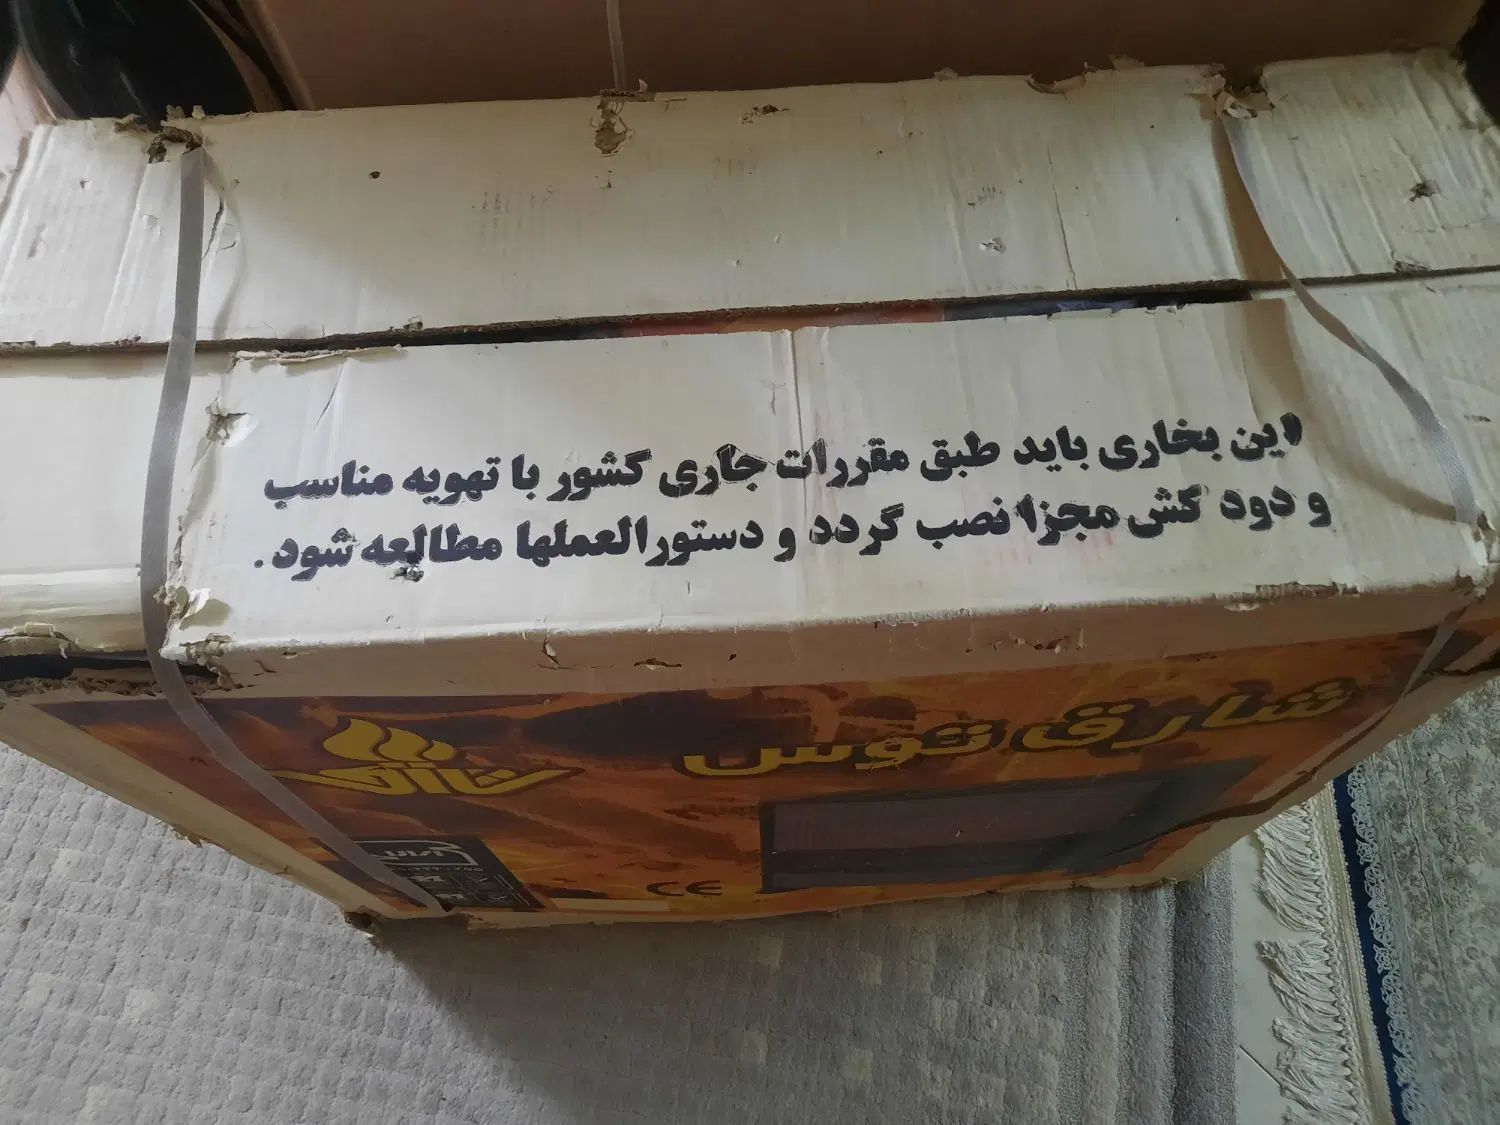 این بخاری باید طبق مقررات جاری کشور با تهویه مناسب
و دود کش مجزا نصب گردد و دستورالعملها مطالعه شود.
شارق توس
CE